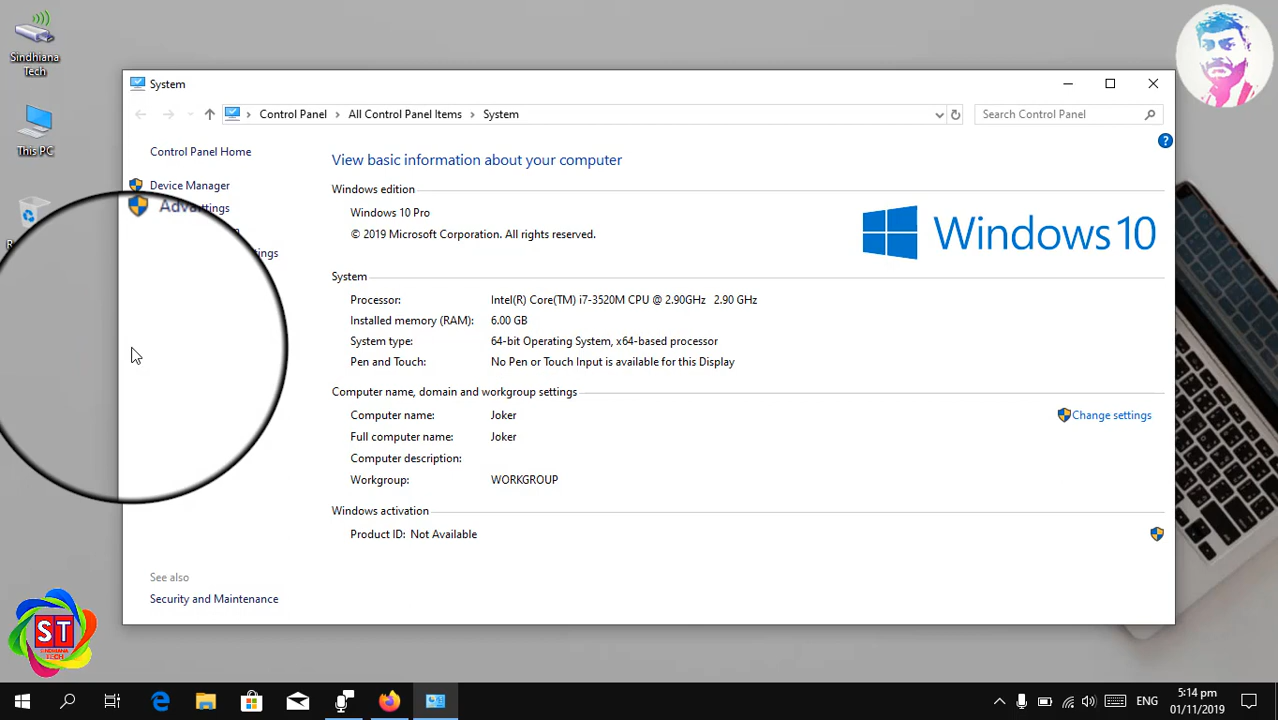 Sindhiana
Tech
This PC
System
Control Panel All Control Panel Items System
Search Control Panel
Control Panel Home
Device Manager
View basic information about your computer
Windows edition
Windows 10 Pro
© 2019 Microsoft Corporation. All rights reserved.
Windows 10
System
Processor: Intel(R) Core(TM) i7-3520M CPU @ 2.90GHz 2.90 GHz
Installed memory (RAM): 6.00 GB
System type: 64-bit Operating System, x64-based processor
Pen and Touch: No Pen or Touch Input is available for this Display
Computer name, domain and workgroup settings
Computer name: Joker
Change settings
Full computer name: Joker
Computer description:
Workgroup: WORKGROUP
Windows activation
Product ID: Not Available
See also
Security and Maintenance
ST
SINDHIANA
TECH
ENG
5:14 pm
01/11/2019